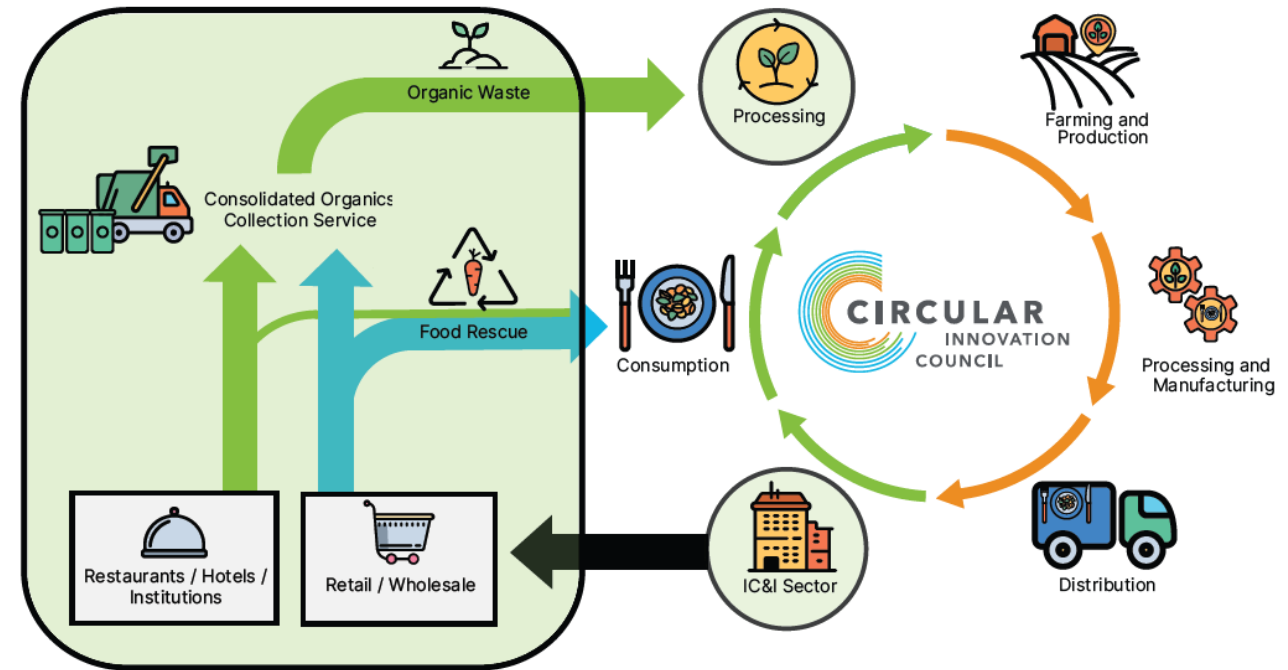 Organic Waste
Processing
Farming and
Production
Consolidated Organics
Collection Service
Food Rescue
Consumption
CIRCULAR
INNOVATION
COUNCIL
Processing and
Manufacturing
Restaurants / Hotels /
Institutions
Retail / Wholesale
IC&I Sector
Distribution